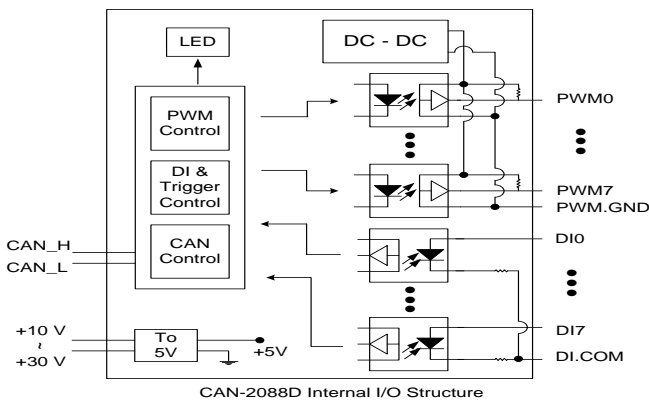 LED
DC - DC
PWM
Control
DI &
Trigger
Control
CAN
Control
CAN_H
CAN_L
+10 V
~
+30 V
To
5V
+5V
PWM0
PWM7
PWM.GND
DI0
DI7
DI.COM
CAN-2088D Internal I/O Structure